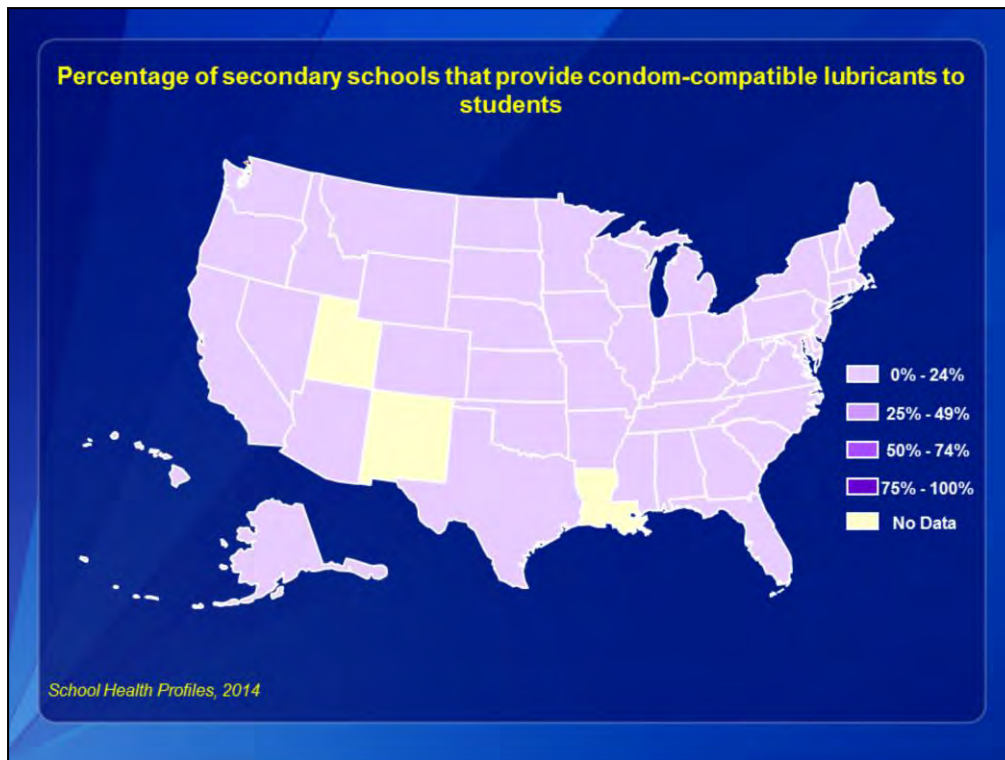 Percentage of secondary schools that provide condom-compatible lubricants to
students
0% - 24%
25% - 49%
50% - 74%
75% - 100%
No Data
School Health Profiles, 2014